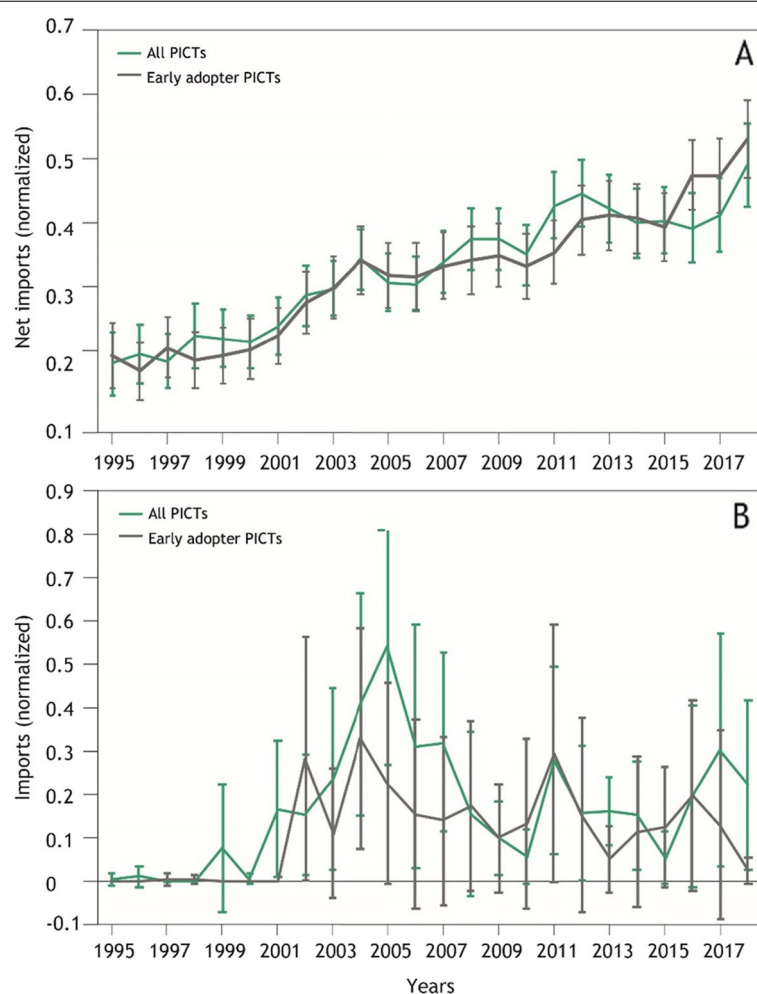 A
All PICTs
Early adopter PICTs
Net imports (normalized)
0.7
0.6
0.5
0.4
0.3
0.2
0.1
1995 1997 1999 2001 2003 2005 2007 2009 2011 2013 2015 2017
B
All PICTs
Early adopter PICTs
Imports (normalized)
0.9
0.8
0.7
0.6
0.5
0.4
0.3
0.2
0.1
0
-0.1
1995 1997 1999 2001 2003 2005 2007 2009 2011 2013 2015 2017
Years